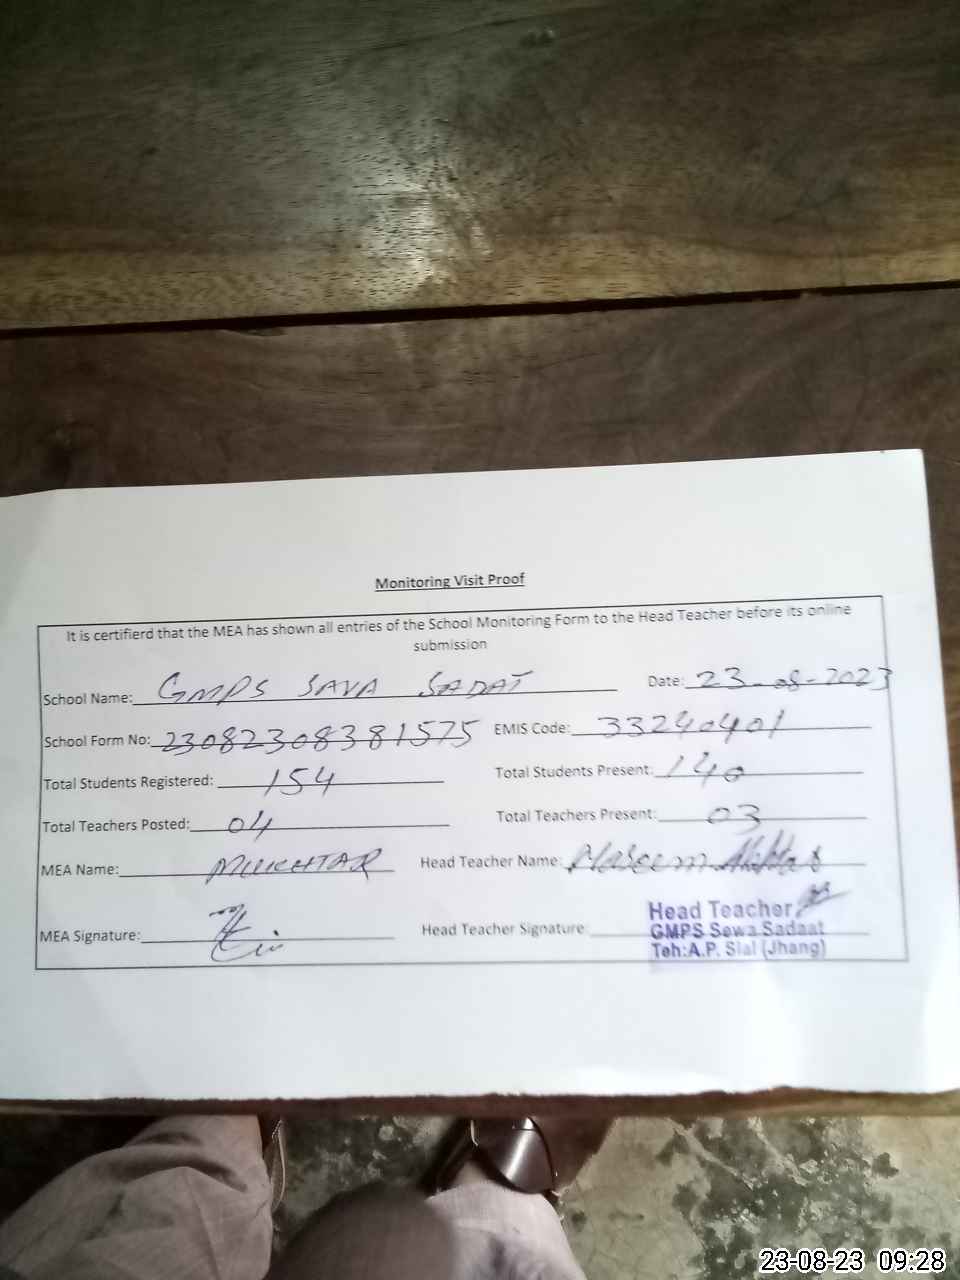 Monitoring Visit Proof
It is certifierd that the MEA has shown all entries of the School Monitoring Form to the Head Teacher before its online
submission
School Name: GMPS SAVA SADAT Date: 23-08-2023
School Form No: 23082308381575 EMIS Code: 33240401
Total Students Registered: 154 Total Students Present: 140
Total Teachers Posted: 04 Total Teachers Present: 03
MEA Name: MUKHTAR Head Teacher Name:
MEA Signature: Head Teacher Signature:
Head Teacher
GMPS Sewa Sadaat
Teh:A.P. Sial (Jhang)
23-08-23 09:28